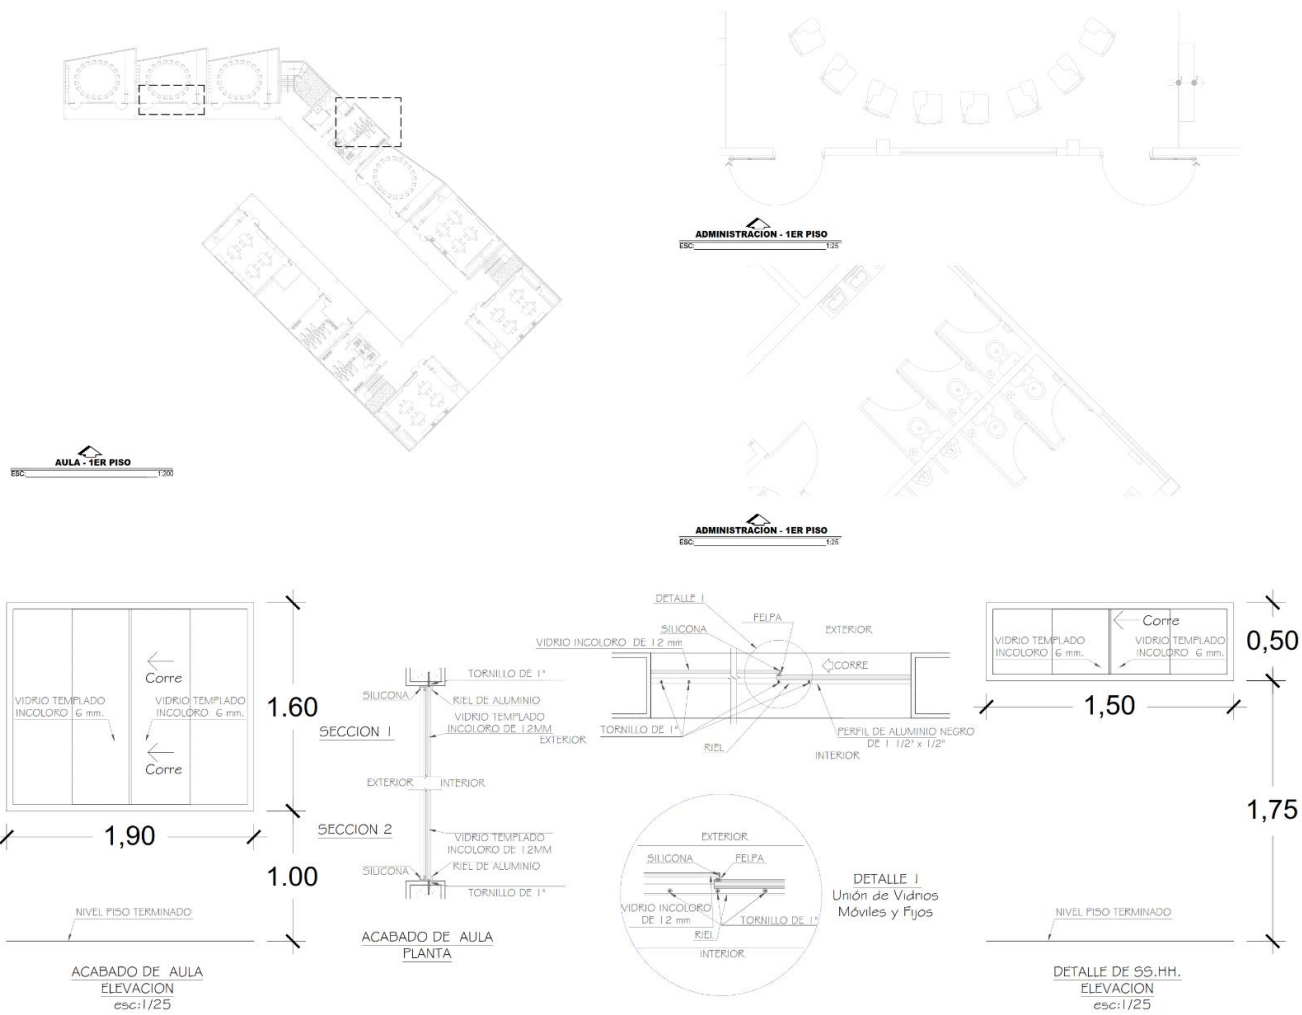 ADMINISTRACION - 1ER PISO
ESC: 1:25
AULA - 1ER PISO
ESC: 1:200
ADMINISTRACION - 1ER PISO
ESC: 1:25
Corre
Corre
VIDRIO TEMPLADO
INCOLORO 6 mm.
VIDRIO TEMPLADO
INCOLORO 6 mm.
1.60
1,90
1.00
NIVEL PISO TERMINADO
ACABADO DE AULA
ELEVACION
esc:1/25
TORNILLO DE 1"
SILICONA
RIEL DE ALUMINIO
VIDRIO TEMPLADO
INCOLORO DE 12MM
SECCION 1
EXTERIOR
EXTERIOR
INTERIOR
SECCION 2
VIDRIO TEMPLADO
INCOLORO DE 12MM
SILICONA
RIEL DE ALUMINIO
TORNILLO DE 1"
ACABADO DE AULA
PLANTA
DETALLE 1
FELPA
SILICONA
EXTERIOR
VIDRIO INCOLORO DE 12 mm
CORRE
TORNILLO DE 1"
RIEL
PERFIL DE ALUMINIO NEGRO
DE 1 1/2" x 1/2"
INTERIOR
EXTERIOR
SILICONA
FELPA
VIDRIO INCOLORO
DE 12 mm
TORNILLO DE 1"
RIEL
INTERIOR
DETALLE 1
Unión de Vidrios
Móviles y Fijos
Corre
VIDRIO TEMPLADO
INCOLORO 6 mm.
VIDRIO TEMPLADO
INCOLORO 6 mm.
0,50
1,50
1,75
NIVEL PISO TERMINADO
DETALLE DE SS.HH.
ELEVACION
esc:1/25